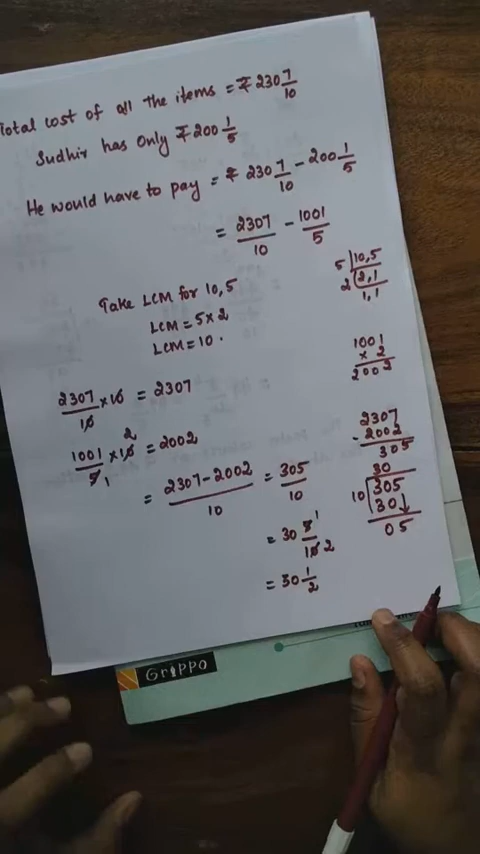 Total cost of all the items = ₹ 230 7/10
Sudhir has only ₹ 200 1/5
He would have to pay = ₹ 230 7/10 - 200 1/5
= 2307/10 - 1001/5
5 | 10,5
2 | 2,1
1,1
Take LCM for 10,5
LCM = 5×2
LCM = 10.
1001
× 2
2002
2307/10 × 10 = 2307
1001/5 1 × 10 2 = 2002
2307
- 2002
305
= 2307-2002/10 = 305/10
30
10 305
30↓
05
= 30 5 1/10 2
= 30 1/2
GRIPPO